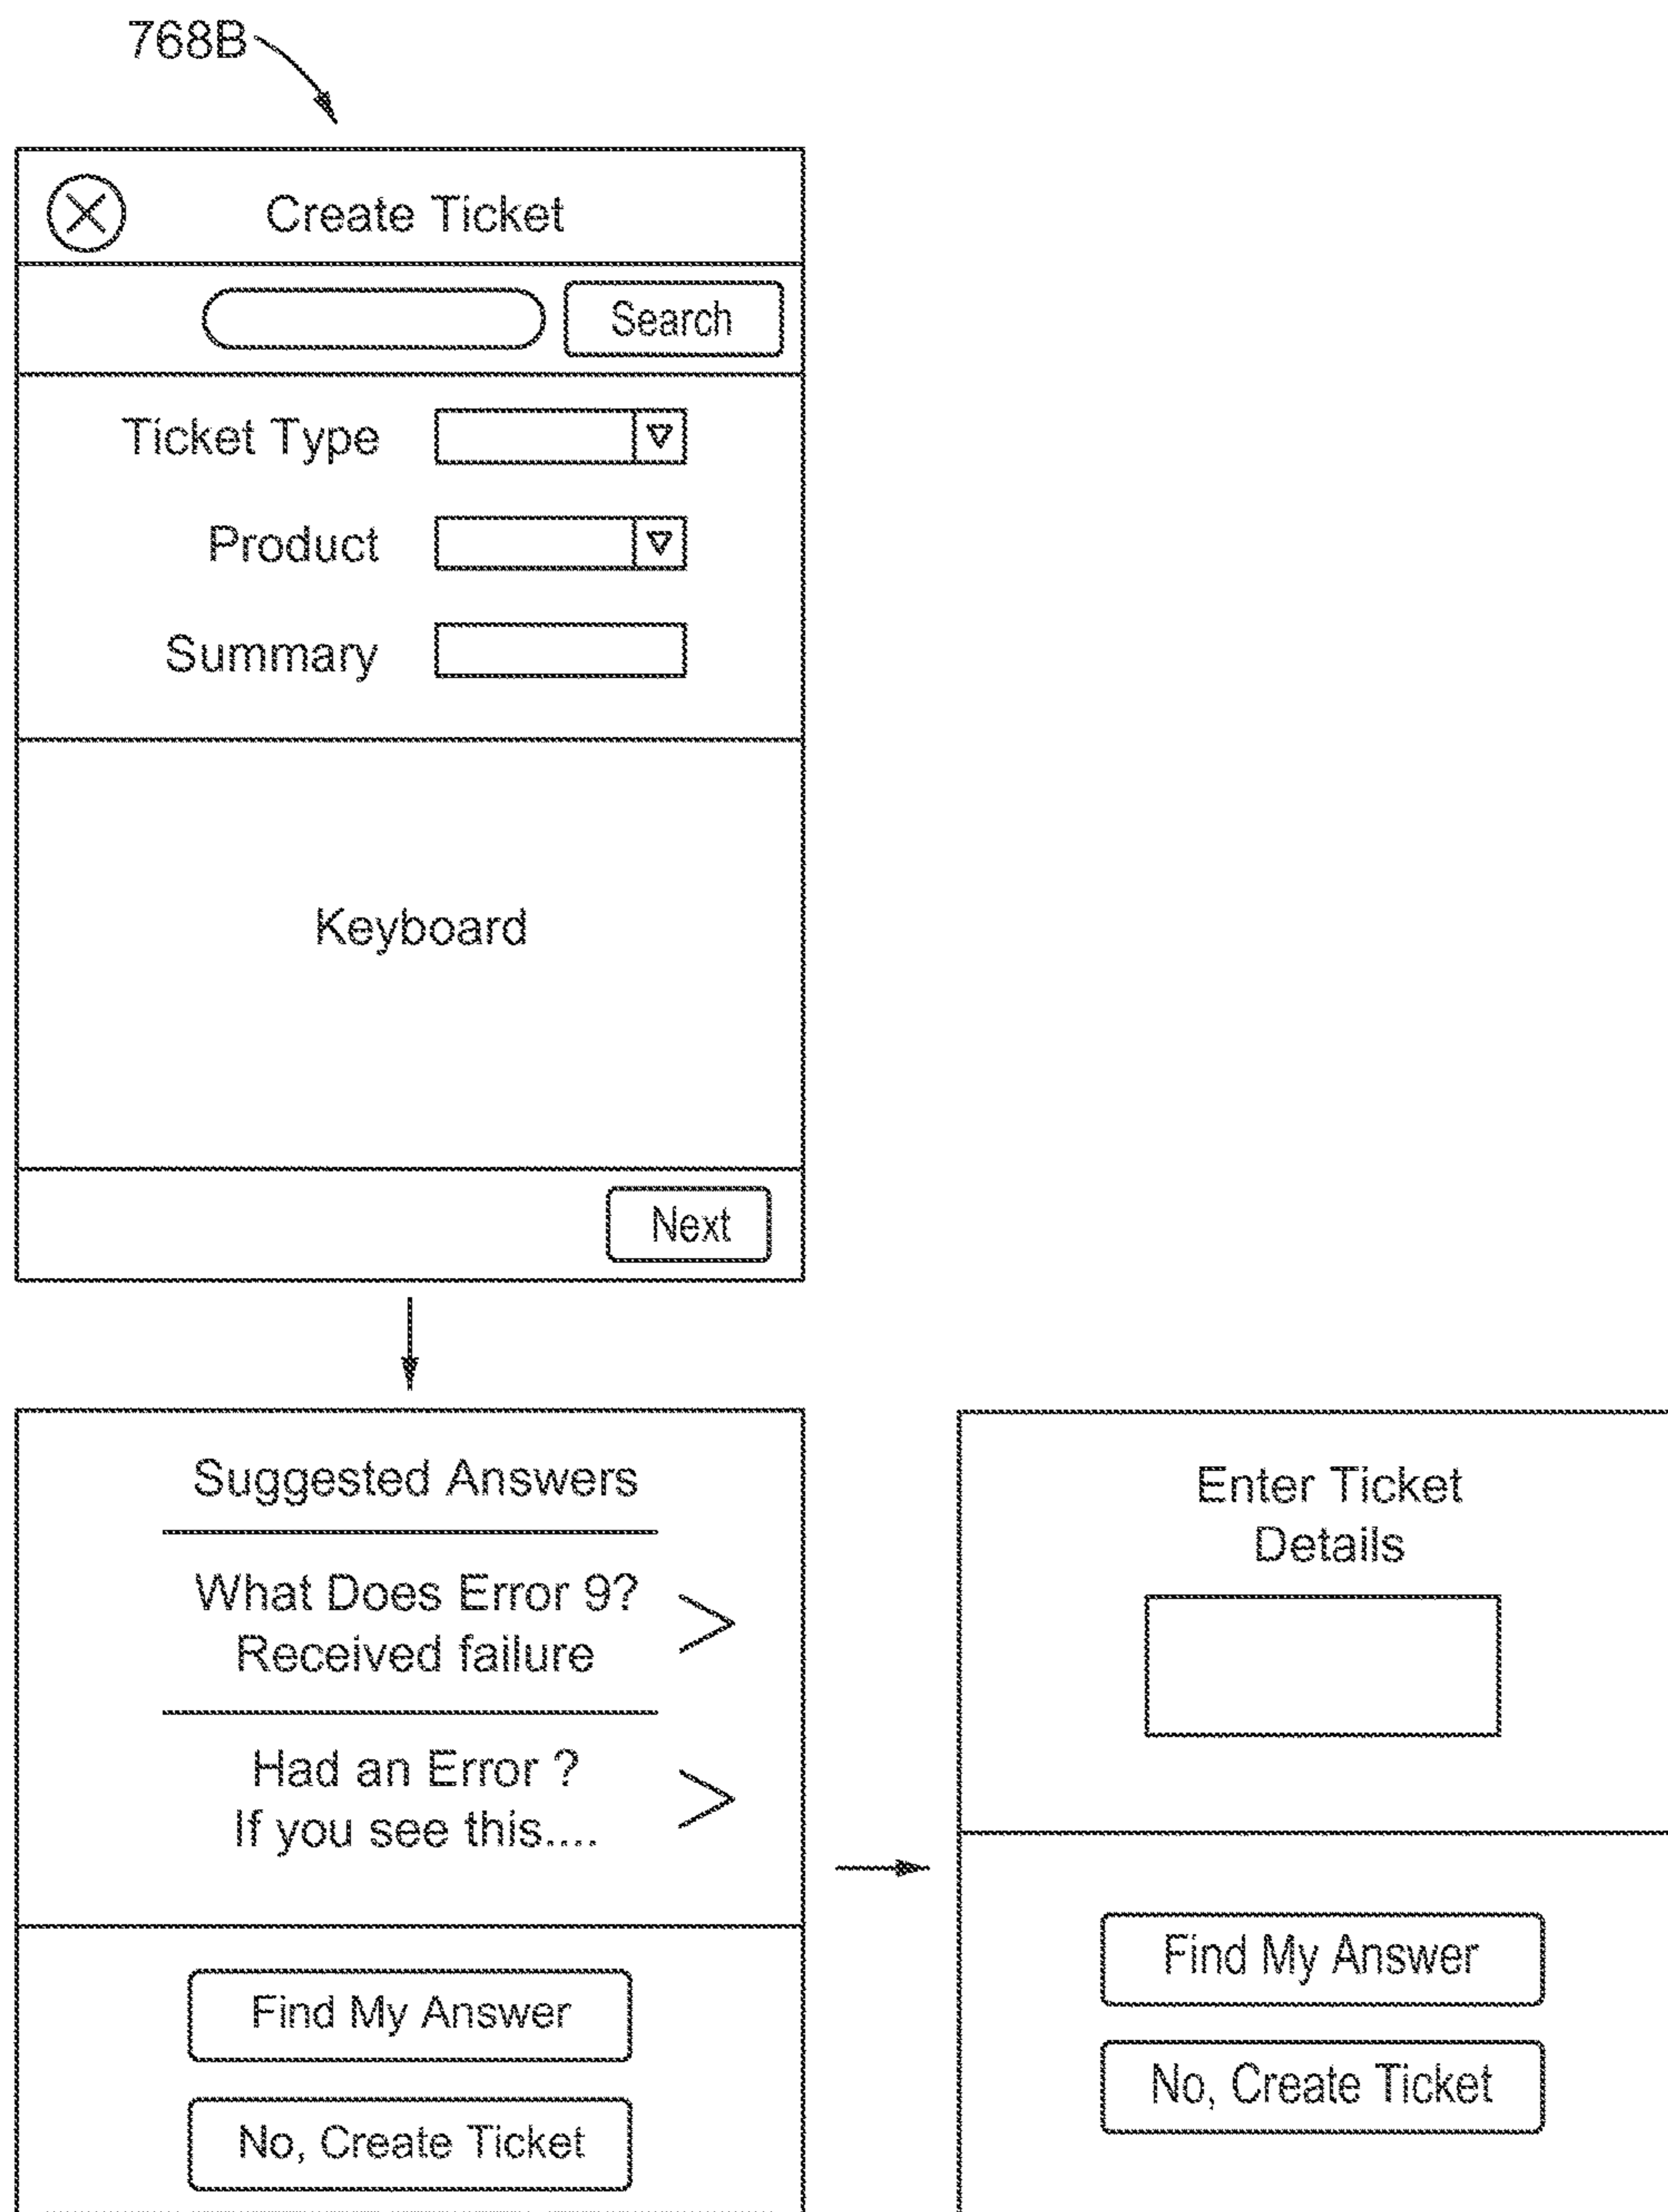 768B
Create Ticket
Search
Ticket Type
Product
Summary
Keyboard
Next
Suggested Answers
What Does Error 9?
Received failure
Had an Error ?
If you see this....
Find My Answer
No, Create Ticket
Enter Ticket
Details
Find My Answer
No, Create Ticket